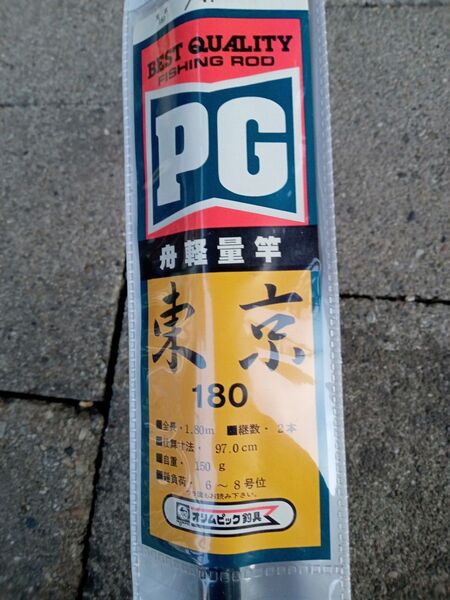 BEST QUALITY
FISHING ROD
PG
舟軽量竿
東京
180
■全長・1.80m ■継数・2本
■仕舞寸法・97.0cm
■自重・150g
■錘負荷・6~8号位
オリムピック釣具